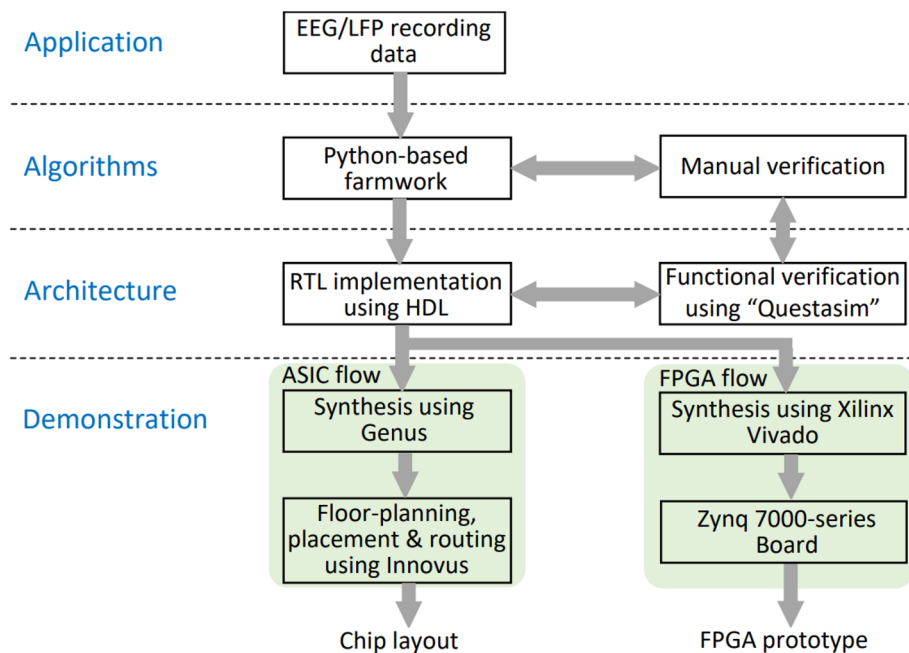 Application
EEG/LFP recording
data
Algorithms
Python-based
farmwork
Manual verification
Architecture
RTL implementation
using HDL
Functional verification
using “Questasim”
Demonstration
ASIC flow
Synthesis using
Genus
Floor-planning,
placement & routing
using Innovus
Chip layout
FPGA flow
Synthesis using Xilinx
Vivado
Zynq 7000-series
Board
FPGA prototype